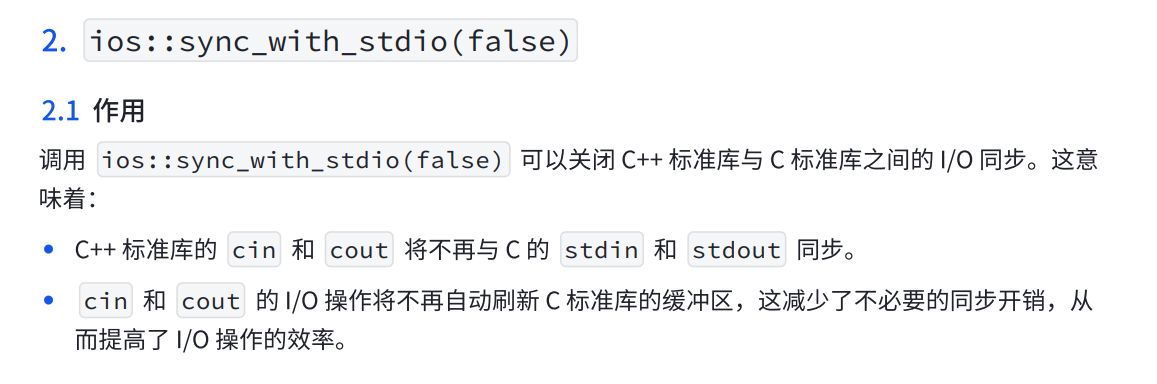 2. ios::sync_with_stdio(false)
2.1 作用
调用 ios::sync_with_stdio(false) 可以关闭 C++ 标准库与 C 标准库之间的 I/O 同步。这意
味着：
• C++ 标准库的 cin 和 cout 将不再与 C 的 stdin 和 stdout 同步。
• cin 和 cout 的 I/O 操作将不再自动刷新 C 标准库的缓冲区，这减少了不必要的同步开销，从
而提高了 I/O 操作的效率。